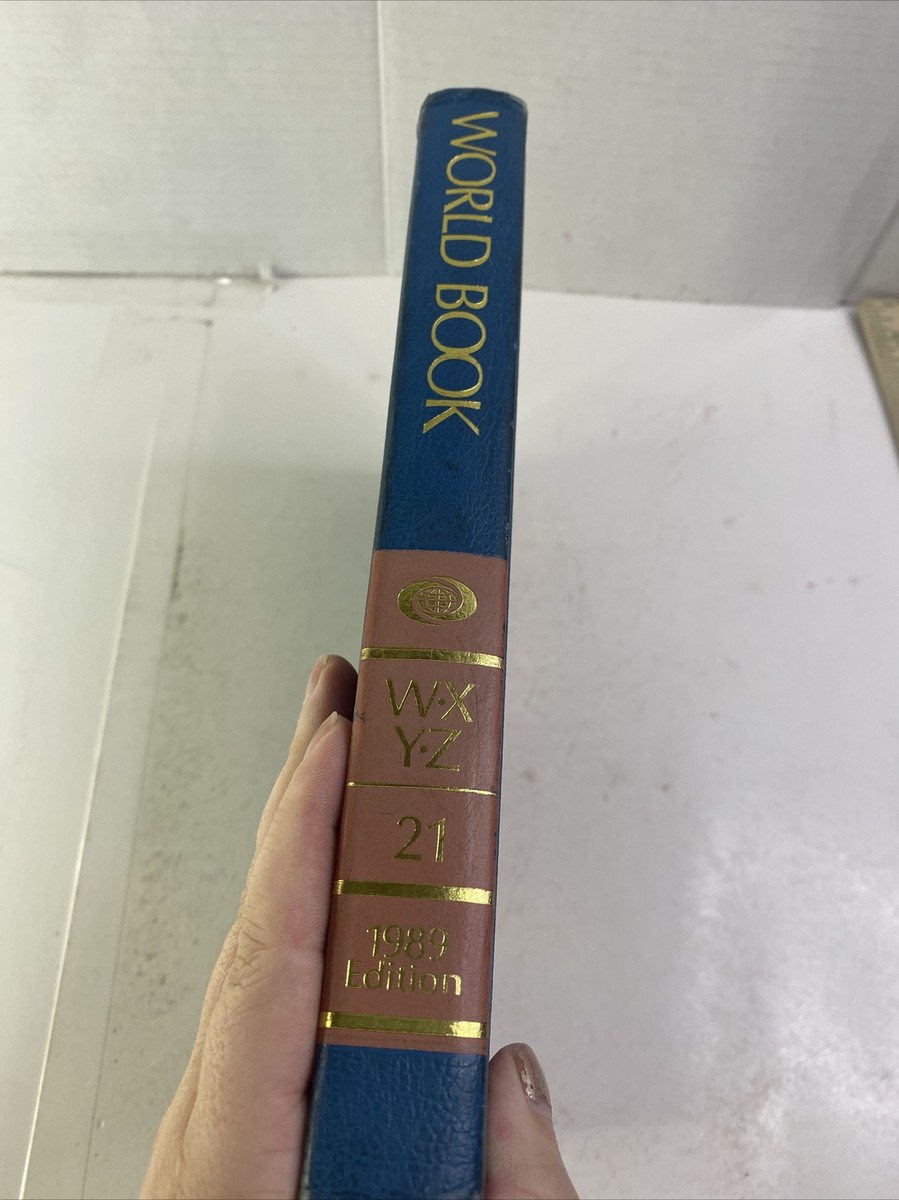 WORLD BOOK
W·X
Y·Z
21
1989
Edition